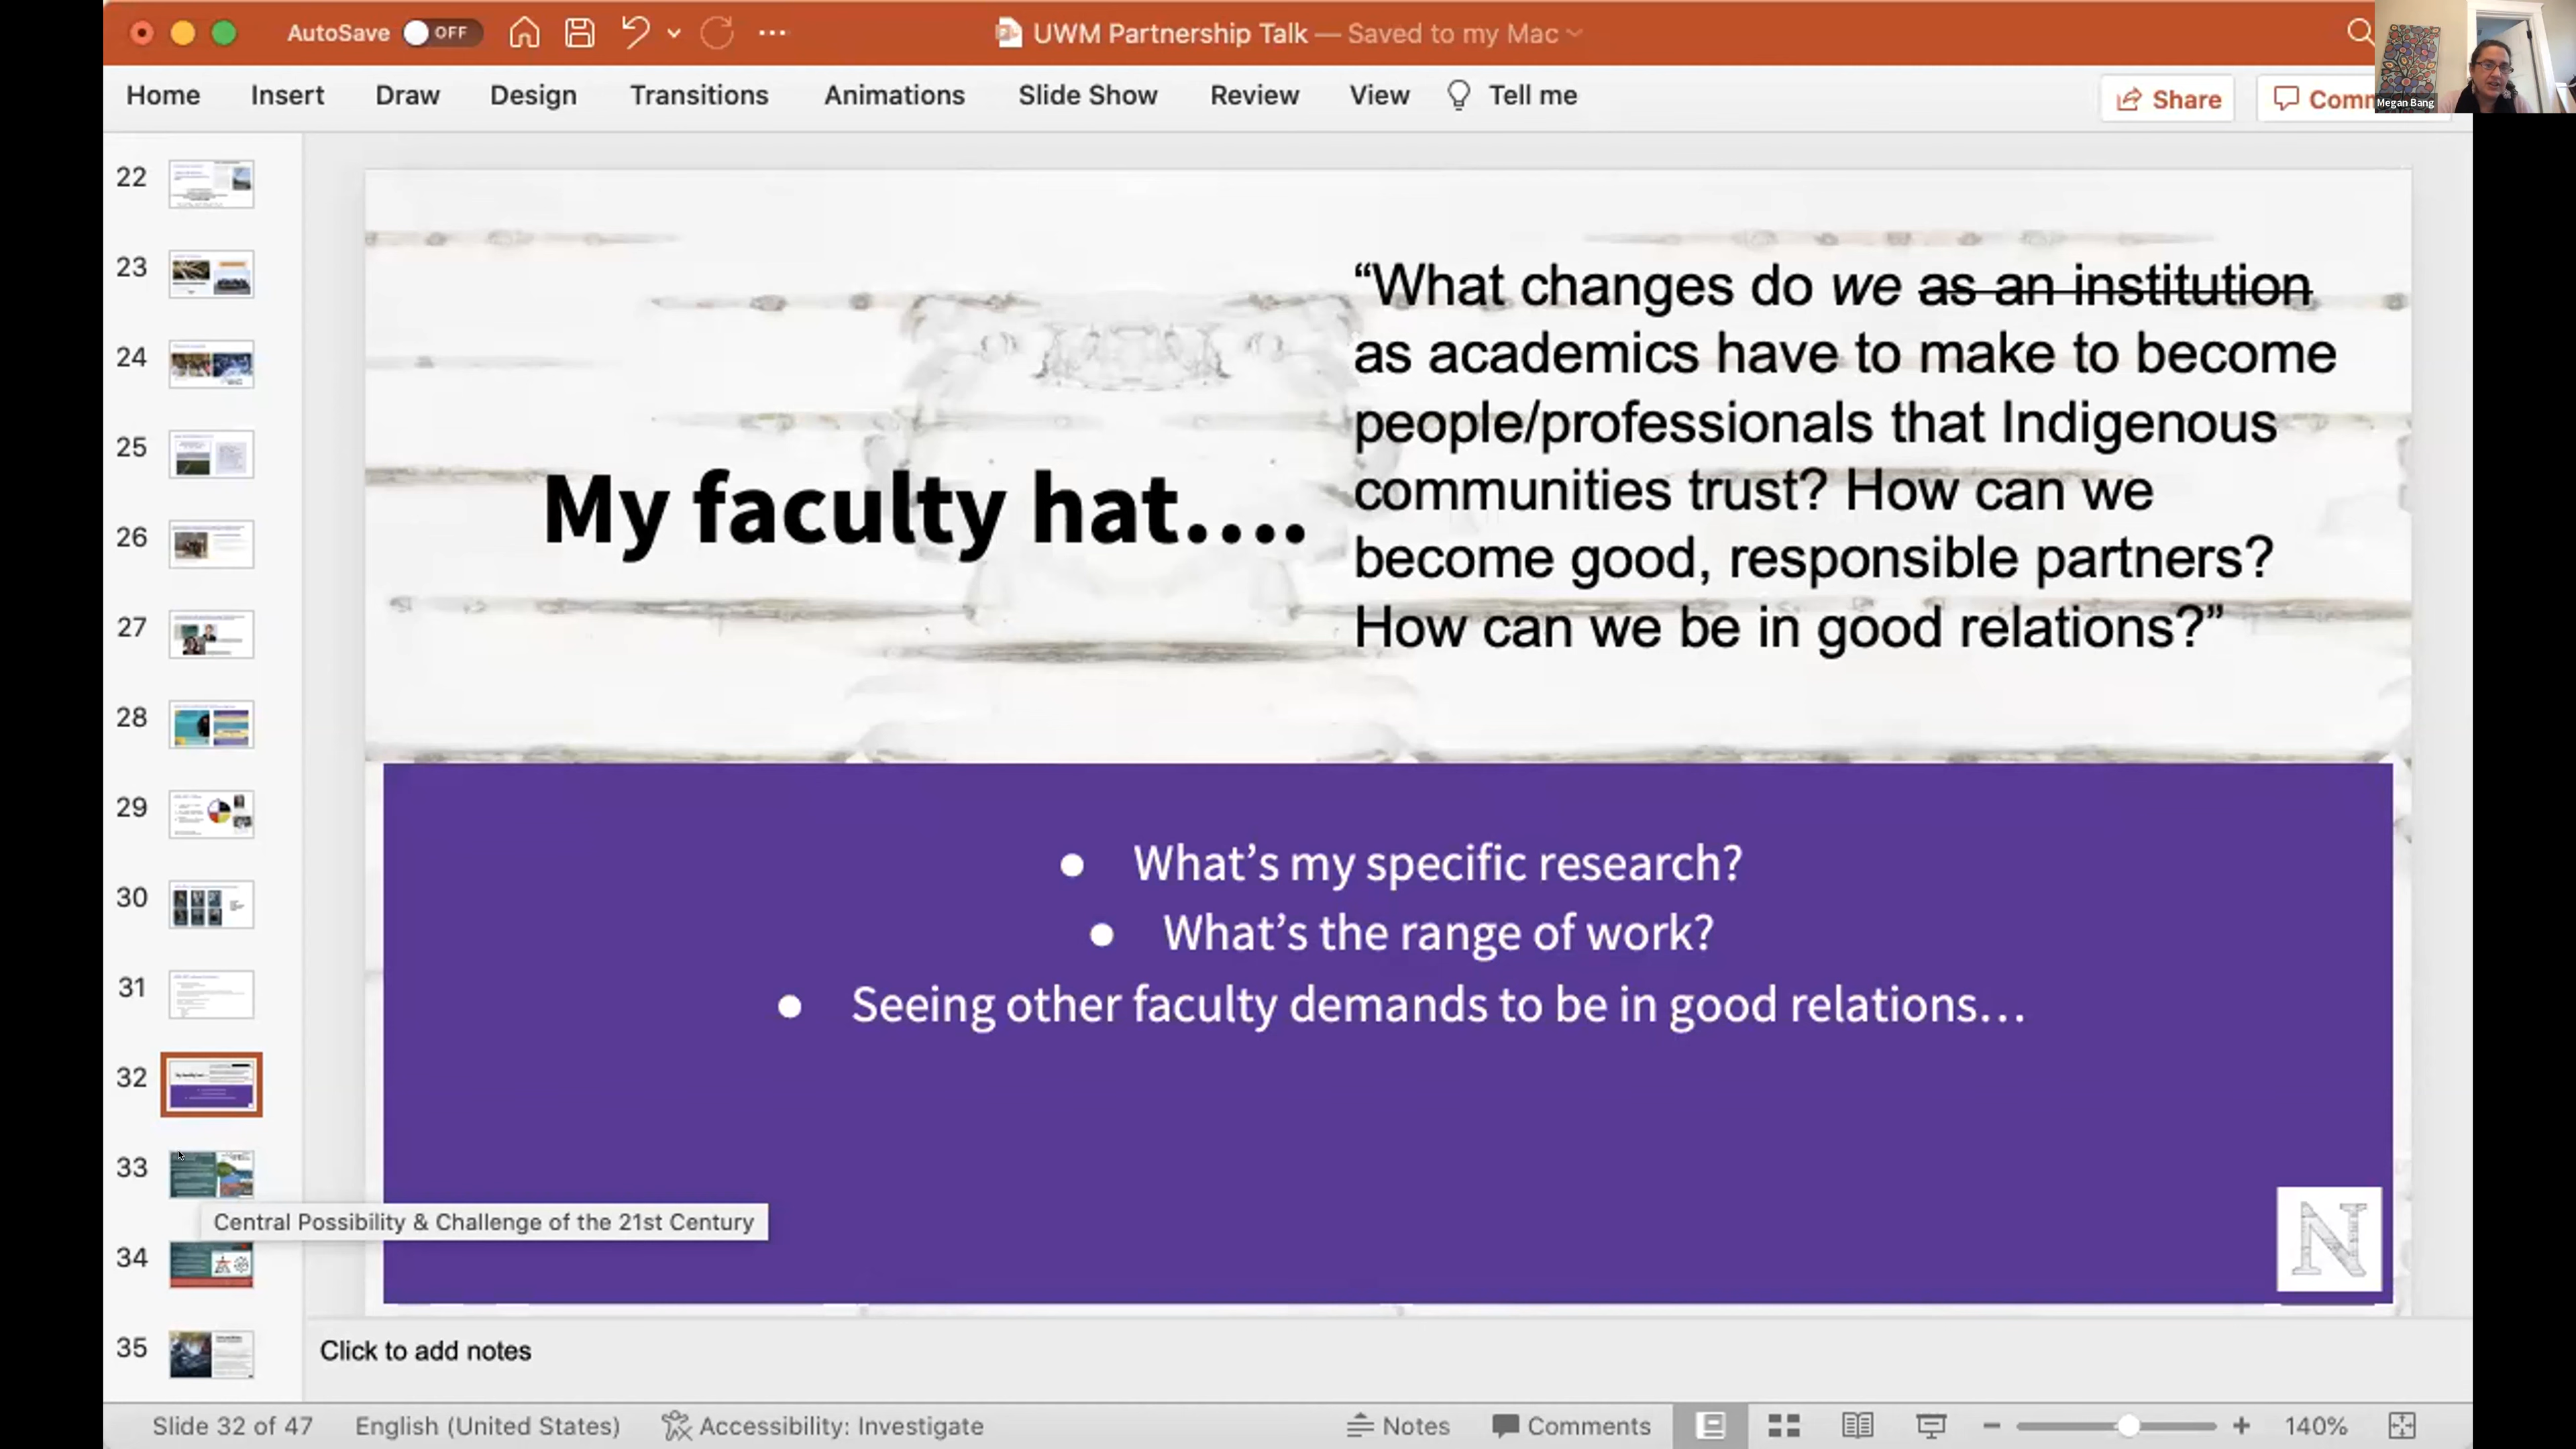 AutoSave OFF
UWM Partnership Talk — Saved to my Mac
Home Insert Draw Design Transitions Animations Slide Show Review View Tell me
Share Comm
Megan Bang
22
23
24
25
26
27
28
29
30
31
32
33
34
35
Central Possibility & Challenge of the 21st Century
My faculty hat....
“What changes do we as an institution
as academics have to make to become
people/professionals that Indigenous
communities trust? How can we
become good, responsible partners?
How can we be in good relations?”
● What’s my specific research?
● What’s the range of work?
● Seeing other faculty demands to be in good relations…
N
Click to add notes
Slide 32 of 47 English (United States) Accessibility: Investigate Notes Comments 140%